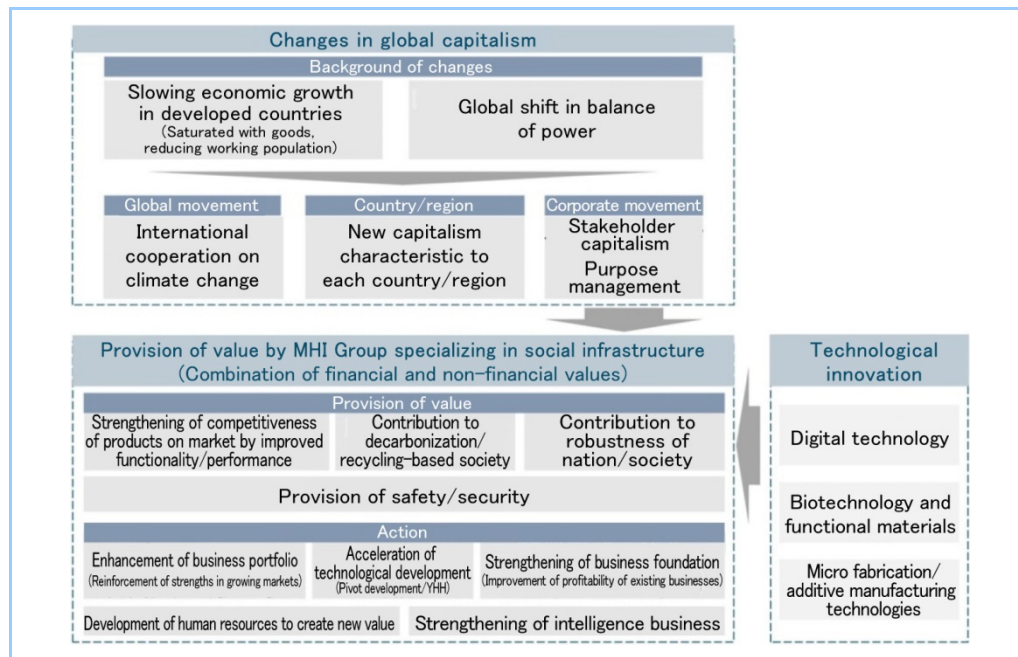 Changes in global capitalism
Background of changes
Slowing economic growth
in developed countries
(Saturated with goods,
reducing working population)
Global shift in balance
of power
Global movement
International
cooperation on
climate change
Country/region
New capitalism
characteristic to
each country/region
Corporate movement
Stakeholder
capitalism
Purpose
management
Provision of value by MHI Group specializing in social infrastructure
(Combination of financial and non-financial values)
Provision of value
Strengthening of competitiveness
of products on market by improved
functionality/performance
Contribution to
decarbonization/
recycling-based society
Contribution to
robustness of
nation/society
Provision of safety/security
Action
Enhancement of business portfolio
(Reinforcement of strengths in growing markets)
Acceleration of
technological development
(Pivot development/YHH)
Strengthening of business foundation
(Improvement of profitability of existing businesses)
Development of human resources to create new value
Strengthening of intelligence business
Technological
innovation
Digital technology
Biotechnology and
functional materials
Micro fabrication/
additive manufacturing
technologies